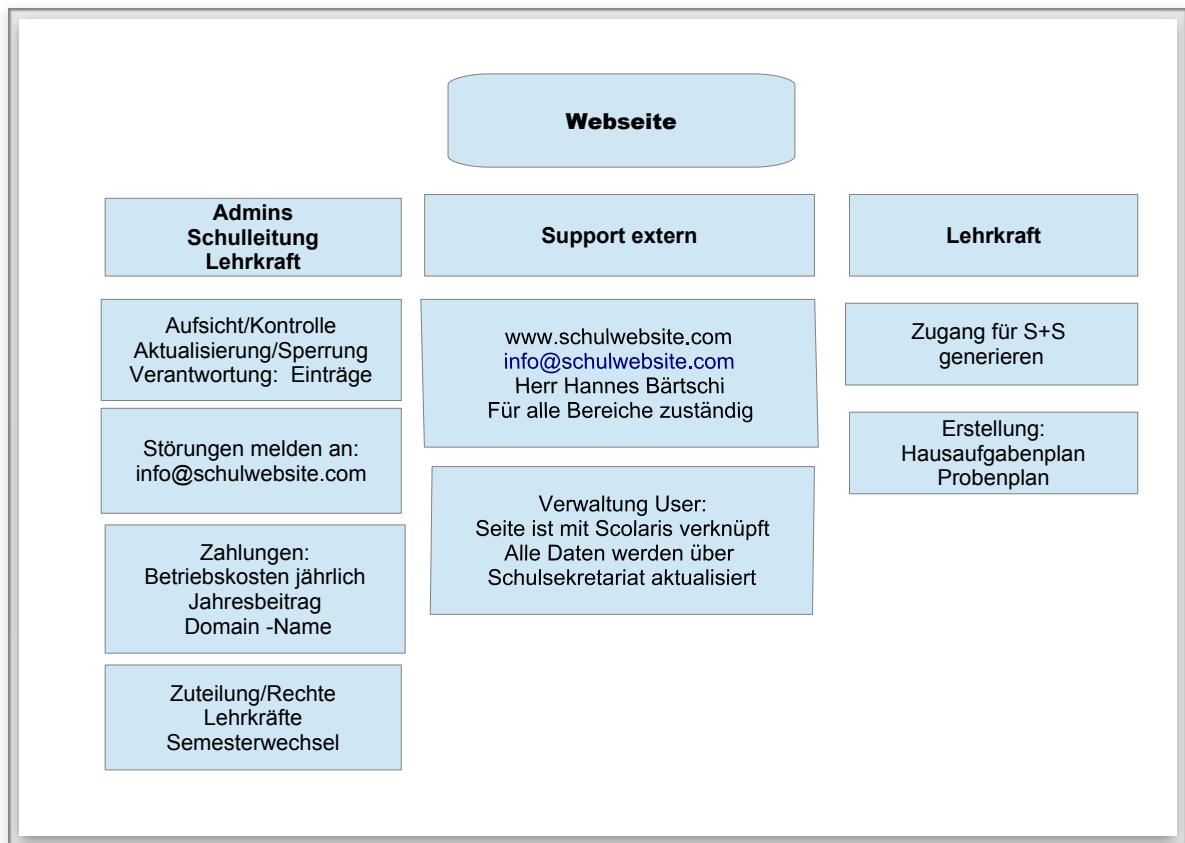 Webseite
Admins
Schulleitung
Lehrkraft
Aufsicht/Kontrolle
Aktualisierung/Sperrung
Verantwortung:  Einträge
Störungen melden an:
info@schulwebsite.com
Zahlungen:
Betriebskosten jährlich
Jahresbeitrag
Domain -Name
Zuteilung/Rechte
Lehrkräfte
Semesterwechsel
Support extern
www.schulwebsite.com
info@schulwebsite.com
Herr Hannes Bärtschi
Für alle Bereiche zuständig
Verwaltung User:
Seite ist mit Scolaris verknüpft
Alle Daten werden über
Schulsekretariat aktualisiert
Lehrkraft
Zugang für S+S
generieren
Erstellung:
Hausaufgabenplan
Probenplan